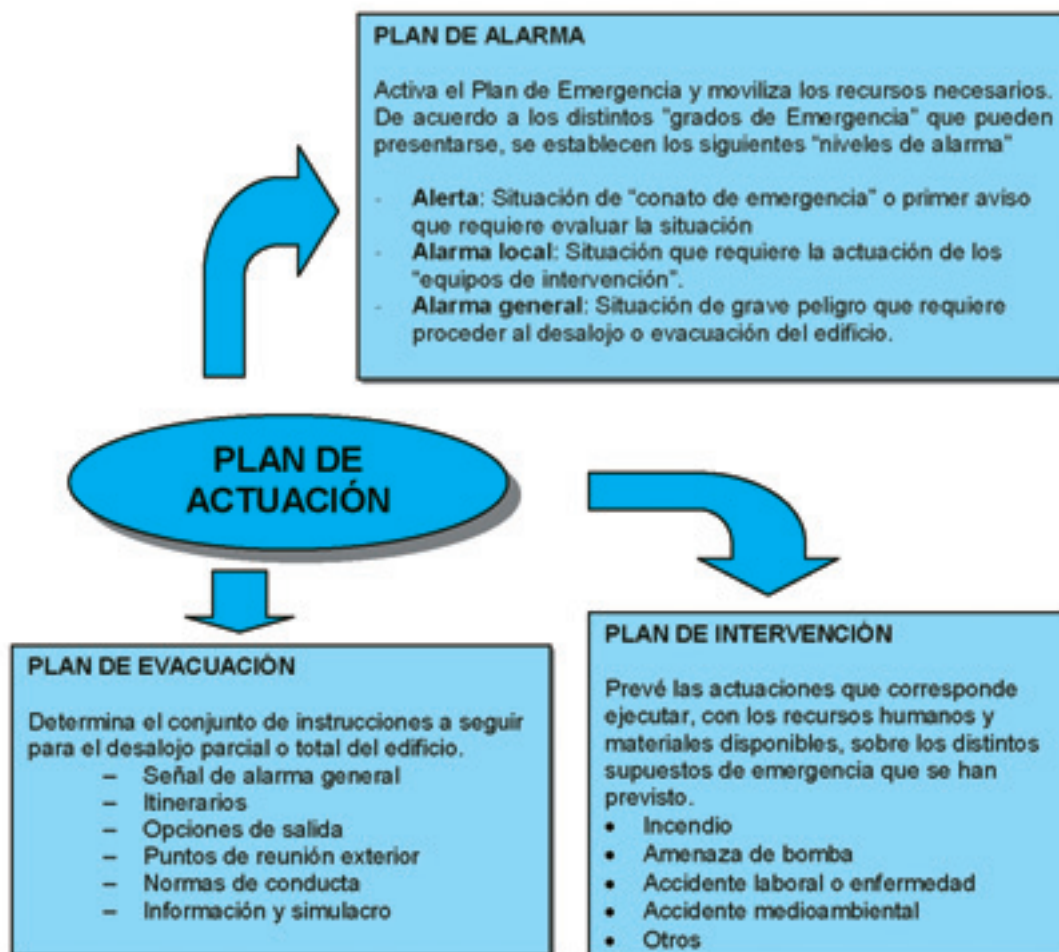 PLAN DE ALARMA
Activa el Plan de Emergencia y moviliza los recursos necesarios.
De acuerdo a los distintos "grados de Emergencia" que pueden
presentarse, se establecen los siguientes "niveles de alarma"
- Alerta: Situación de "conato de emergencia" o primer aviso
que requiere evaluar la situación
- Alarma local: Situación que requiere la actuación de los
"equipos de intervención".
- Alarma general: Situación de grave peligro que requiere
proceder al desalojo o evacuación del edificio.
PLAN DE
ACTUACIÓN
PLAN DE EVACUACIÓN
Determina el conjunto de instrucciones a seguir
para el desalojo parcial o total del edificio.
– Señal de alarma general
– Itinerarios
– Opciones de salida
– Puntos de reunión exterior
– Normas de conducta
– Información y simulacro
PLAN DE INTERVENCIÓN
Prevé las actuaciones que corresponde
ejecutar, con los recursos humanos y
materiales disponibles, sobre los distintos
supuestos de emergencia que se han
previsto.
• Incendio
• Amenaza de bomba
• Accidente laboral o enfermedad
• Accidente medioambiental
• Otros